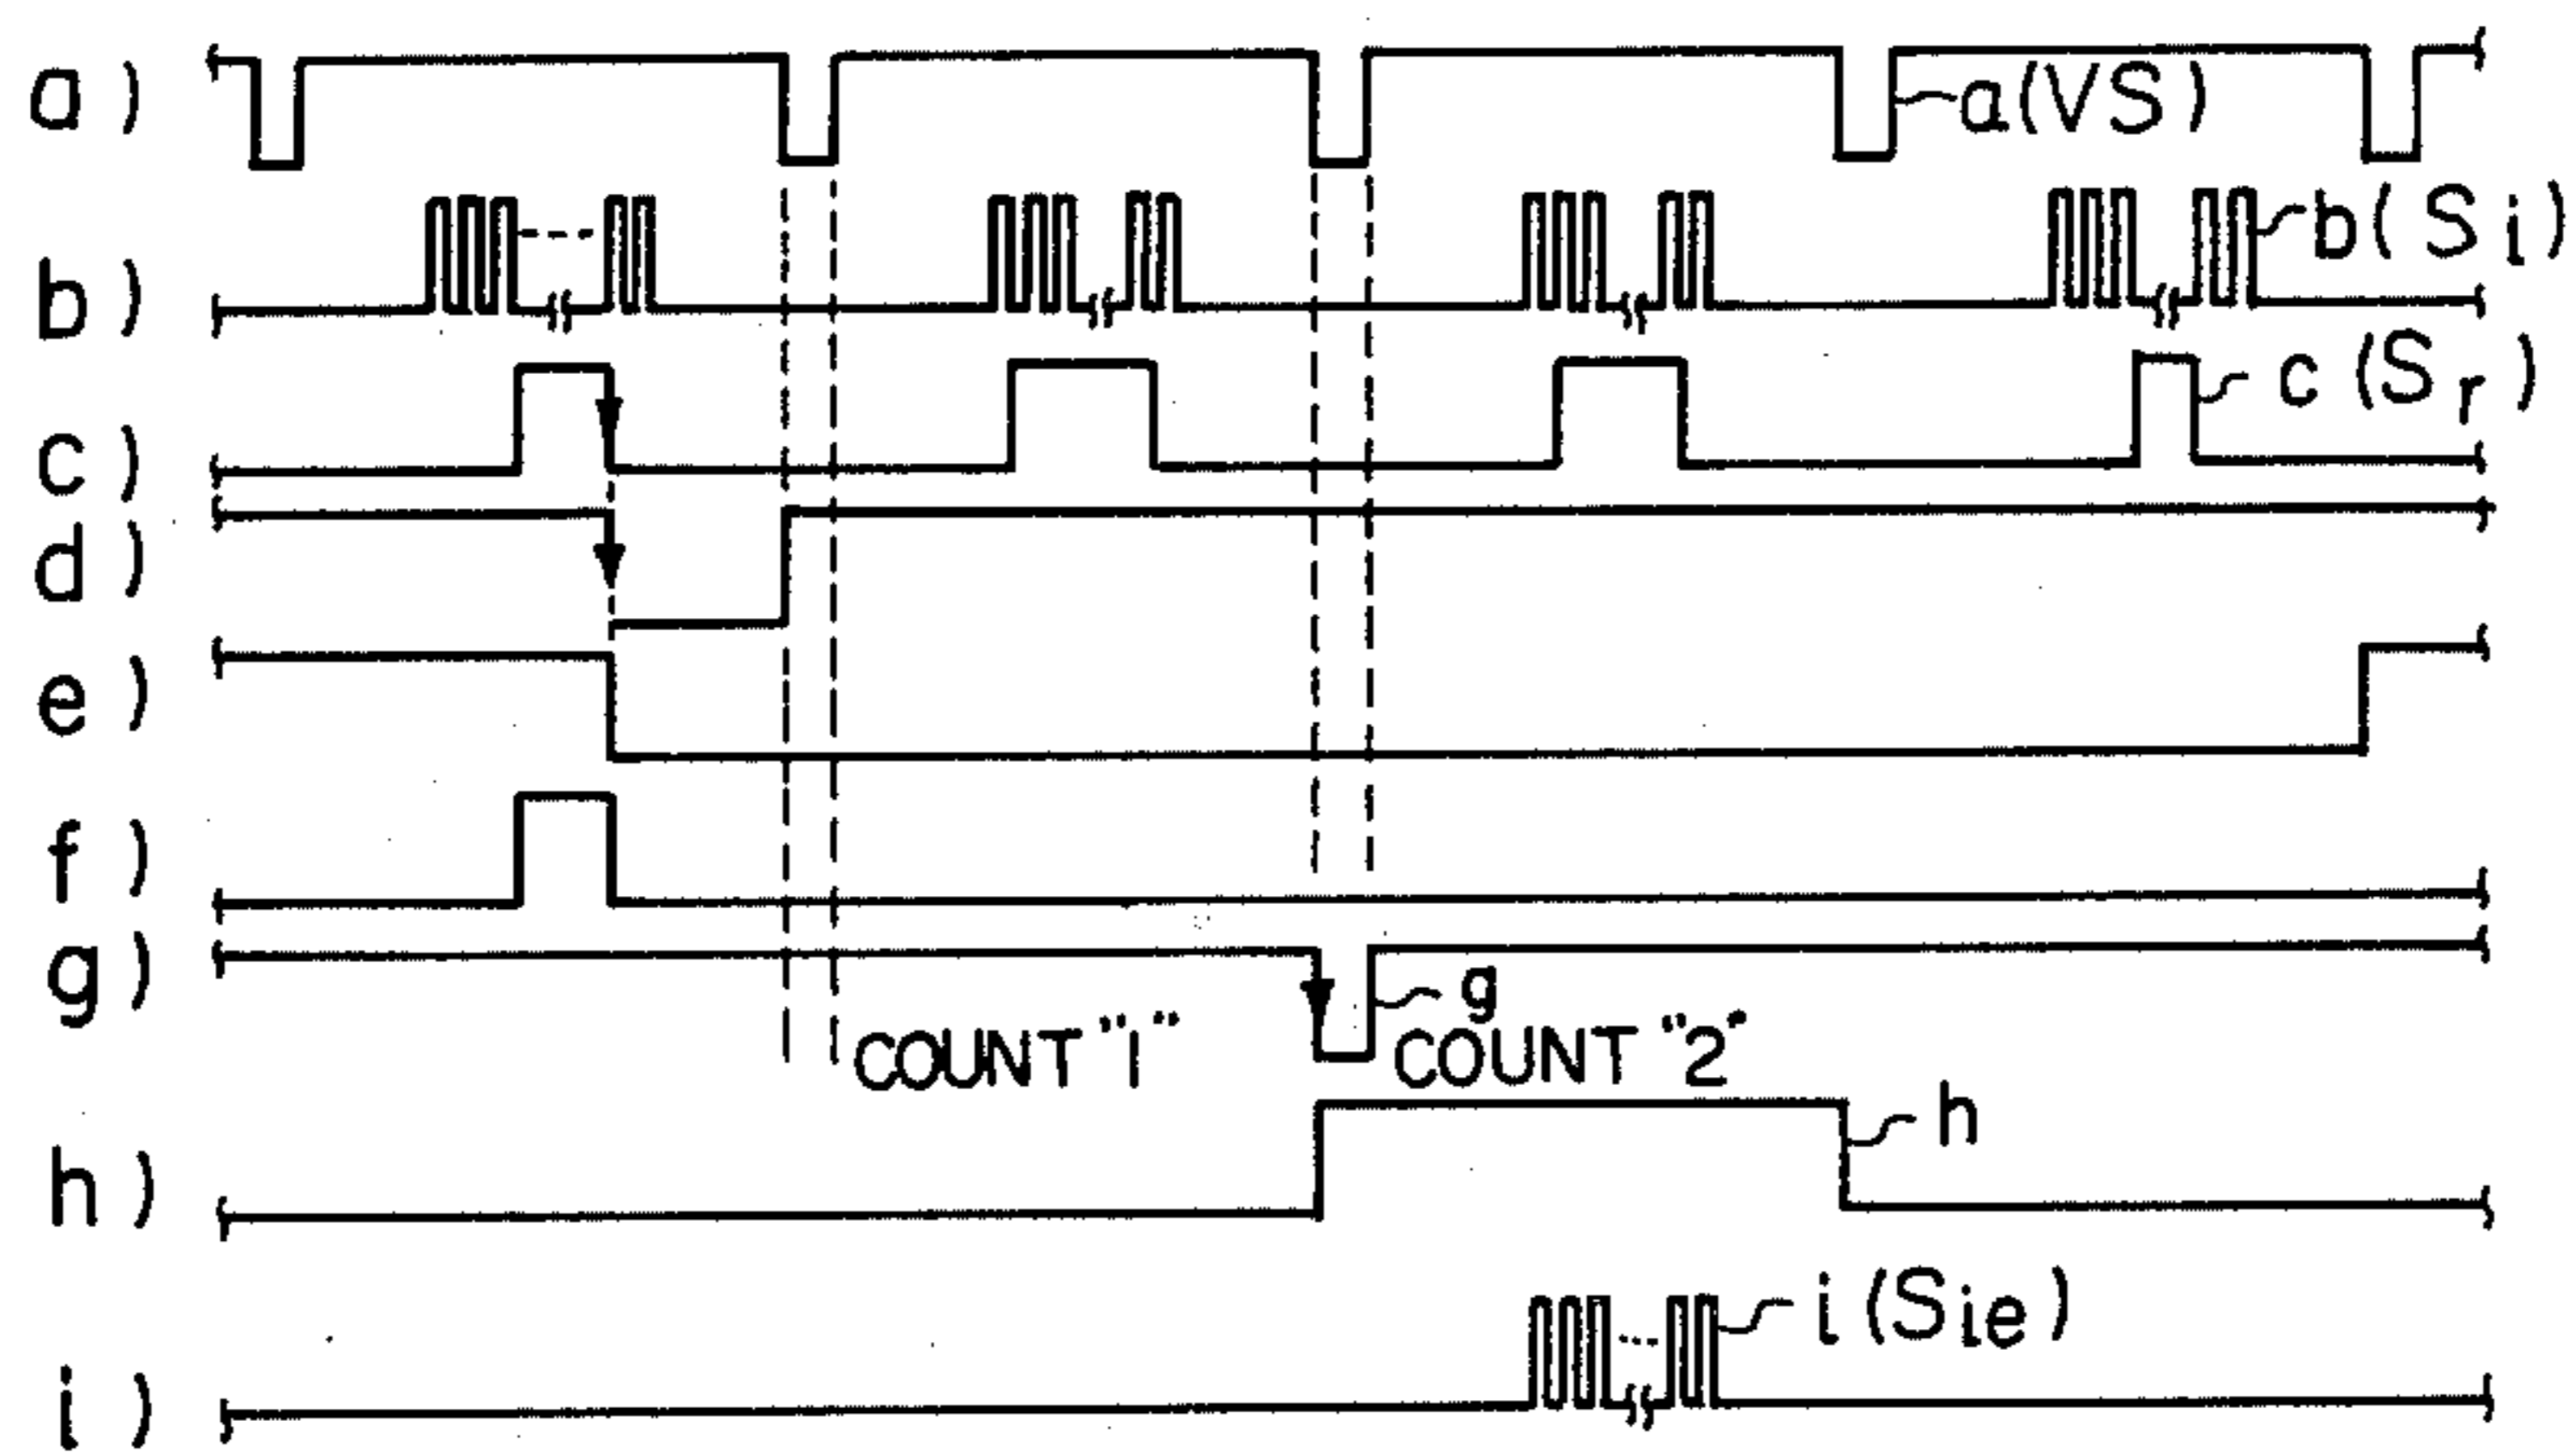 a)
a(VS)
b)
b(Si)
c)
c(Sr)
d)
e)
f)
g)
g
COUNT "1"
COUNT "2"
h)
h
i)
i(Sie)